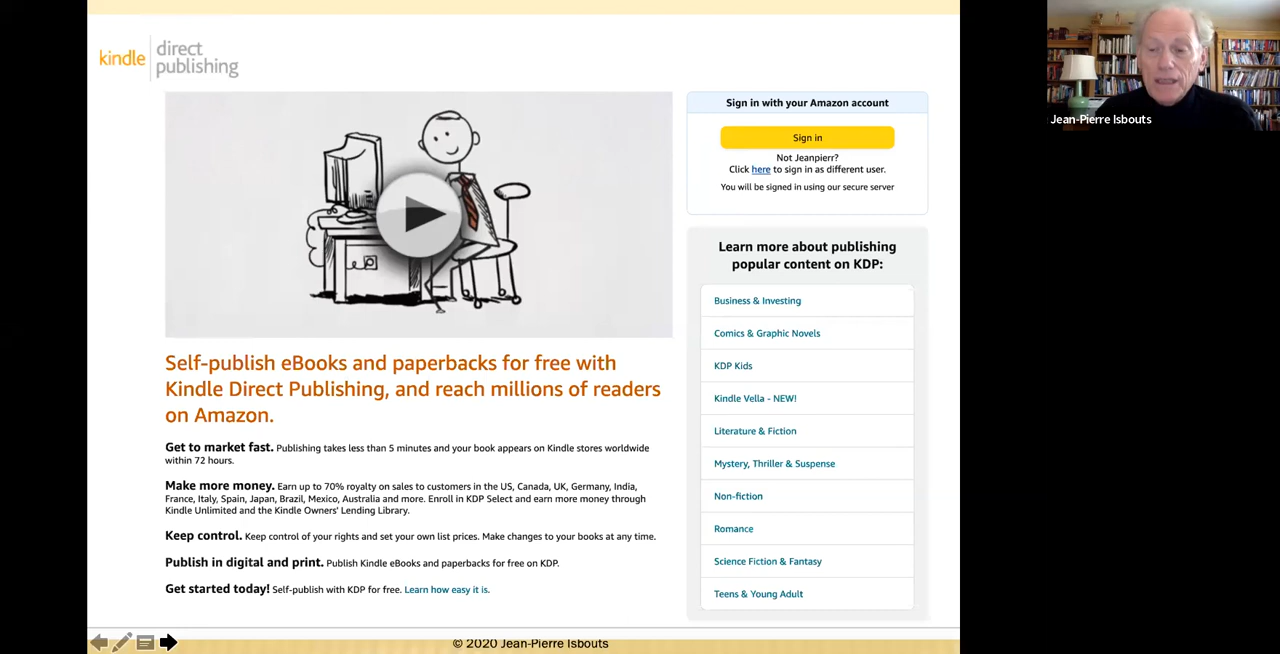 kindle
direct
publishing
Sign in with your Amazon account
Sign in
Not Jeanpierr?
Click here to sign in as different user.
You will be signed in using our secure server
Learn more about publishing
popular content on KDP:
Business & Investing
Comics & Graphic Novels
KDP Kids
Kindle Vella - NEW!
Literature & Fiction
Mystery, Thriller & Suspense
Non-fiction
Romance
Science Fiction & Fantasy
Teens & Young Adult
Self-publish eBooks and paperbacks for free with
Kindle Direct Publishing, and reach millions of readers
on Amazon.
Get to market fast. Publishing takes less than 5 minutes and your book appears on Kindle stores worldwide
within 72 hours.
Make more money. Earn up to 70% royalty on sales to customers in the US, Canada, UK, Germany, India,
France, Italy, Spain, Japan, Brazil, Mexico, Australia and more. Enroll in KDP Select and earn more money through
Kindle Unlimited and the Kindle Owners' Lending Library.
Keep control. Keep control of your rights and set your own list prices. Make changes to your books at any time.
Publish in digital and print. Publish Kindle eBooks and paperbacks for free on KDP.
Get started today! Self-publish with KDP for free. Learn how easy it is.
© 2020 Jean-Pierre Isbouts
Jean-Pierre Isbouts